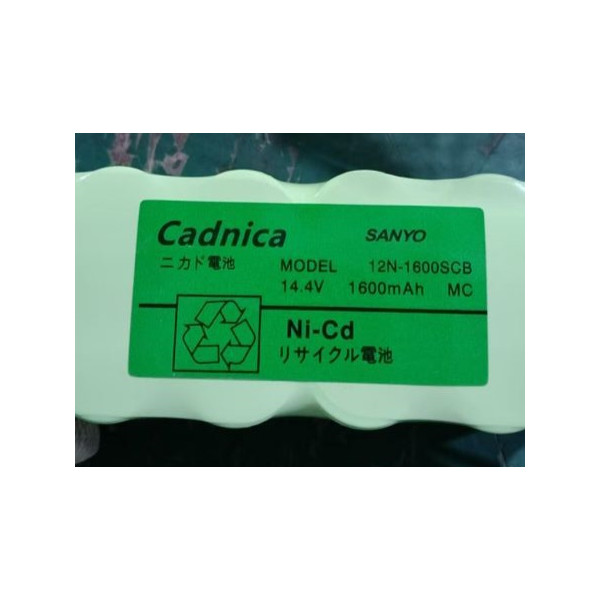 Cadnica SANYO
ニカド電池 MODEL 12N-1600SCB
14.4V 1600mAh MC
Ni-Cd
リサイクル電池